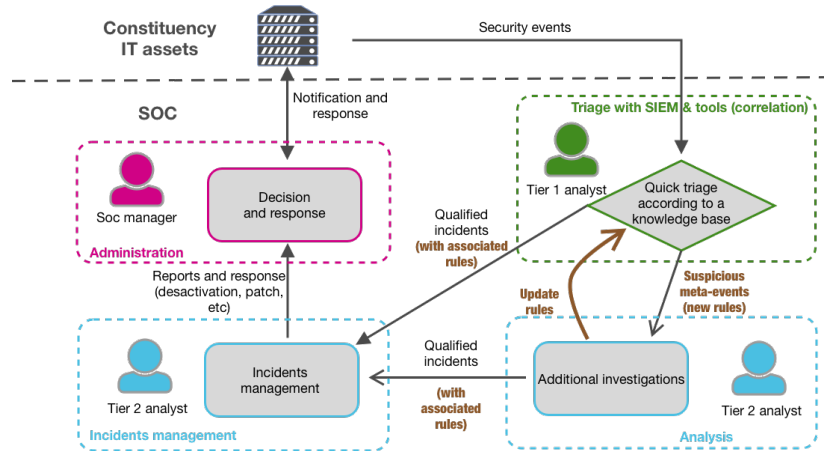 Constituency
IT assets
Security events
Notification and
response
SOC
Triage with SIEM & tools (correlation)
Tier 1 analyst
Quick triage
according to a
knowledge base
Soc manager
Decision
and response
Administration
Qualified
incidents
(with associated
rules)
Reports and response
(desactivation, patch,
etc)
Update
rules
Suspicious
meta-events
(new rules)
Tier 2 analyst
Incidents
management
Incidents management
Qualified
incidents
(with
associated
rules)
Additional investigations
Tier 2 analyst
Analysis